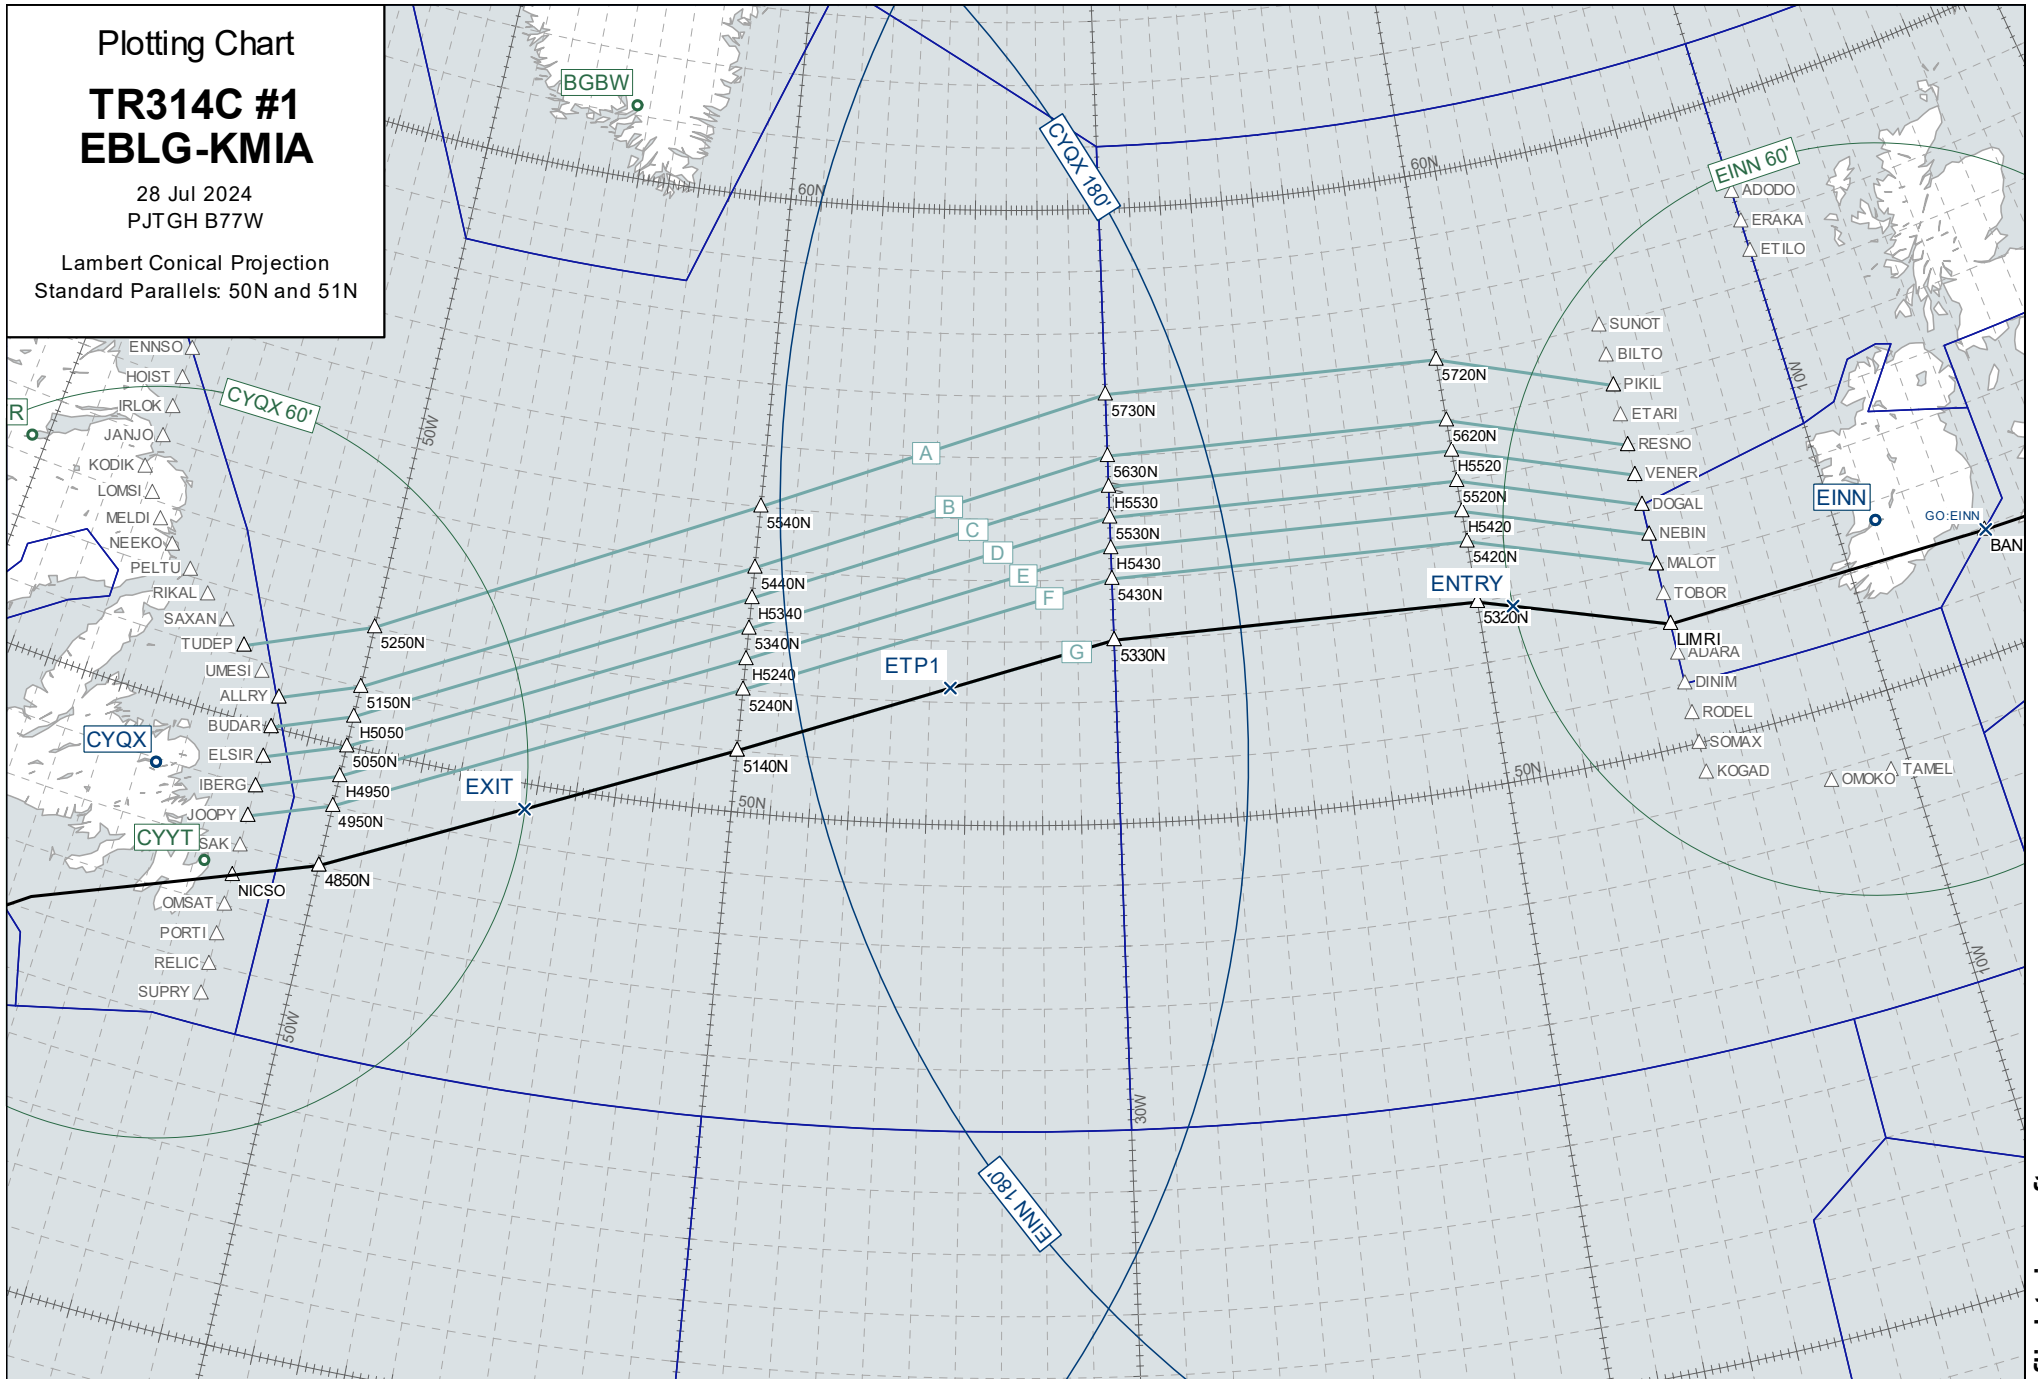 Plotting Chart
TR314C #1
EBLG-KMIA
28 Jul 2024
PJTGH B77W
Lambert Conical Projection
Standard Parallels: 50N and 51N
BGBW
60N
60N
CYQX 180'
EINN 60'
ADODO
ERAKA
ETILO
SUNOT
BILTO
PIKIL
ETARI
RESNO
VENER
DOGAL
NEBIN
MALOT
TOBOR
LIMRI
ADARA
DINIM
RODEL
SOMAX
KOGAD
OMOKO
TAMEL
10W
EINN
GO:EINN
BAN
ENNSO
HOIST
IRLOK
JANJO
KODIK
LOMSI
MELDI
NEEKO
PELTU
RIKAL
SAXAN
TUDEP
UMESI
ALLRY
BUDAR
ELSIR
IBERG
JOOPY
SAK
NICSO
OMSAT
PORTI
RELIC
SUPRY
R
CYQX 60'
50W
CYQX
CYYT
5250N
5150N
H5050
5050N
H4950
4950N
4850N
EXIT
5540N
5440N
H5340
5340N
H5240
5240N
5140N
50N
A
B
C
D
E
F
G
ETP1
5730N
5630N
H5530
5530N
H5430
5430N
5330N
5720N
5620N
H5520
5520N
H5420
5420N
ENTRY
5320N
50N
50W
30W
10W
EINN 180'